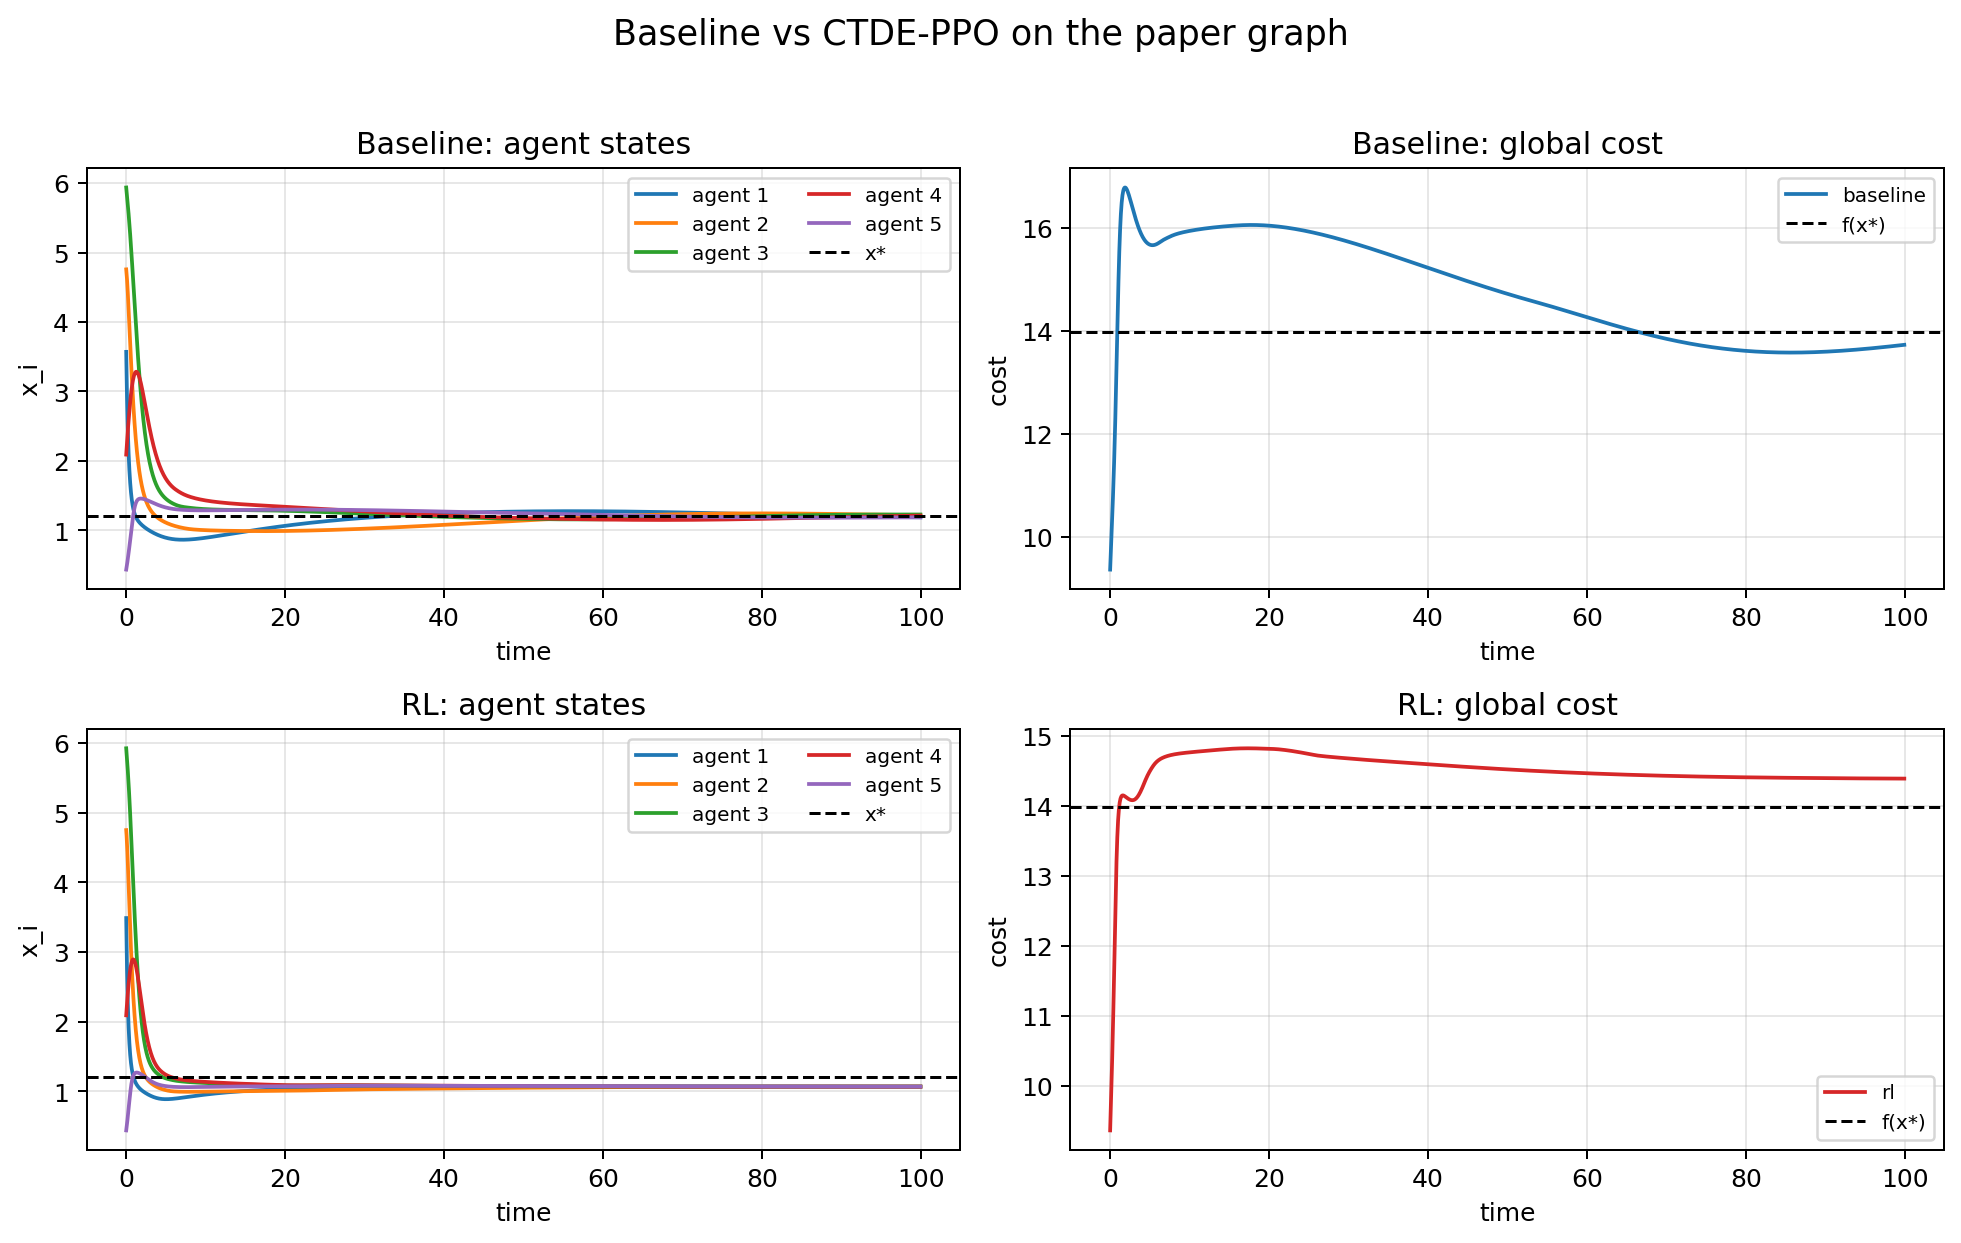 Baseline vs CTDE-PPO on the paper graph
Baseline: agent states
x_i
6
5
4
3
2
1
agent 1
agent 2
agent 3
agent 4
agent 5
x*
0 20 40 60 80 100
time
Baseline: global cost
cost
16
14
12
10
baseline
f(x*)
0 20 40 60 80 100
time
RL: agent states
x_i
6
5
4
3
2
1
agent 1
agent 2
agent 3
agent 4
agent 5
x*
0 20 40 60 80 100
time
RL: global cost
cost
15
14
13
12
11
10
rl
f(x*)
0 20 40 60 80 100
time